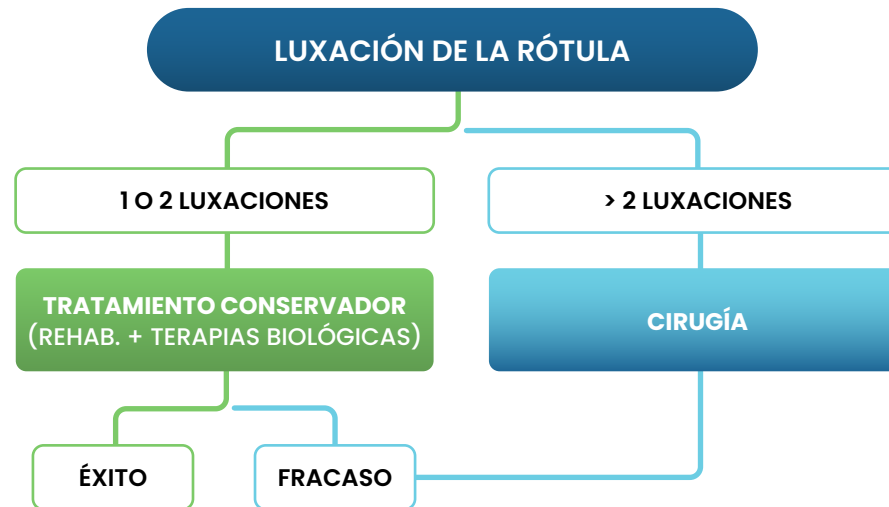 LUXACIÓN DE LA RÓTULA
1 O 2 LUXACIONES
> 2 LUXACIONES
TRATAMIENTO CONSERVADOR
(REHAB. + TERAPIAS BIOLÓGICAS)
CIRUGÍA
ÉXITO
FRACASO